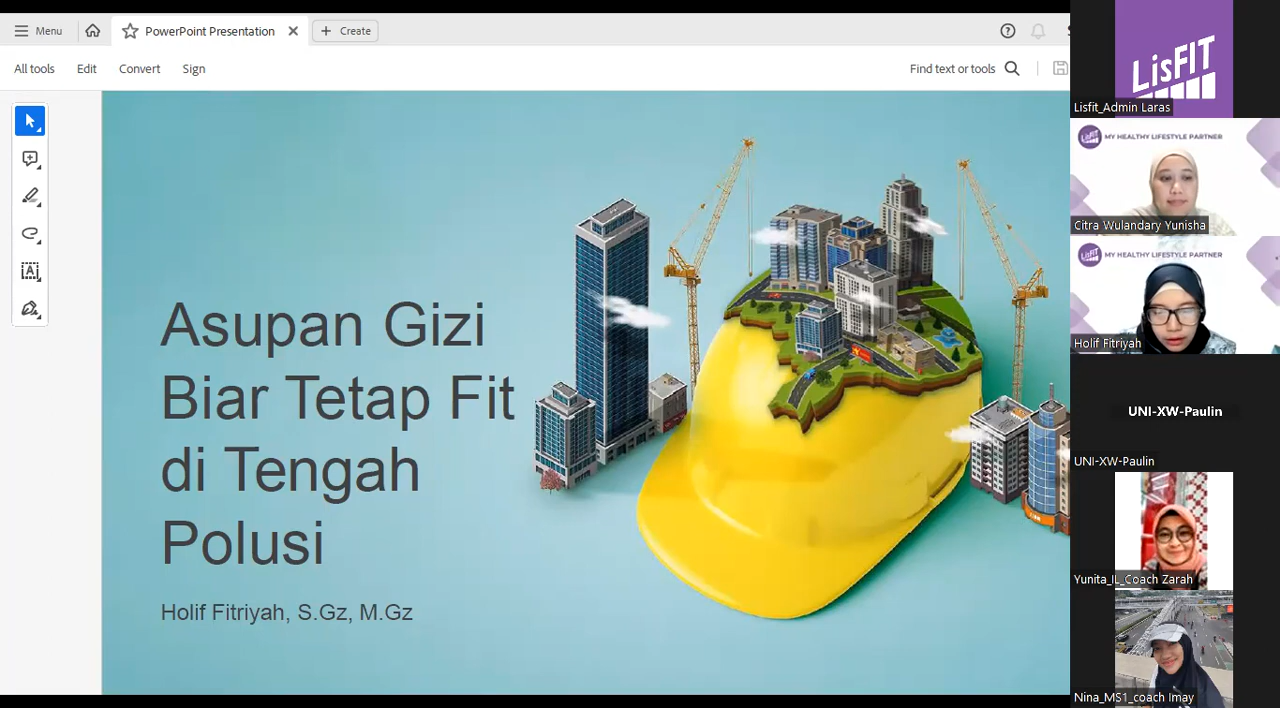 Menu
PowerPoint Presentation
Create
All tools
Edit
Convert
Sign
Find text or tools
Asupan Gizi
Biar Tetap Fit
di Tengah
Polusi
Holif Fitriyah, S.Gz, M.Gz
LisFIT
Lisfit_Admin Laras
LisFIT MY HEALTHY LIFESTYLE PARTNER
Citra Wulandary Yunisha
LisFIT MY HEALTHY LIFESTYLE PARTNER
Holif Fitriyah
UNI-XW-Paulin
UNI-XW-Paulin
Yunita_IL_Coach Zarah
Nina_MS1_coach Imay